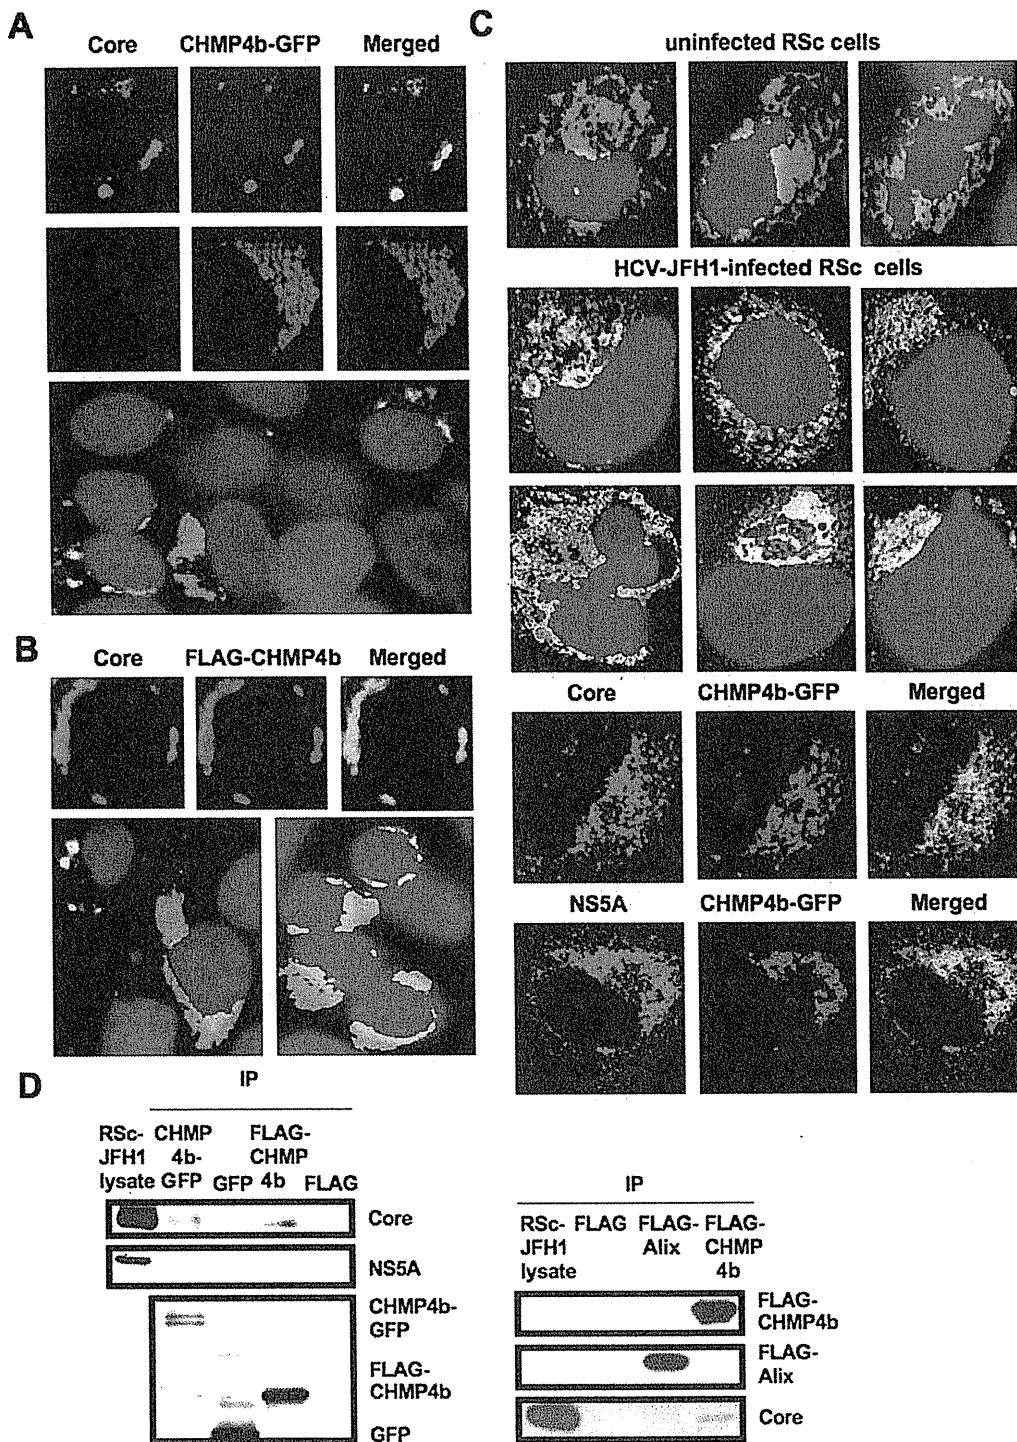 A
Core CHMP4b-GFP Merged
B
Core FLAG-CHMP4b Merged
C
uninfected RSc cells
HCV-JFH1-infected RSc cells
Core CHMP4b-GFP Merged
NS5A CHMP4b-GFP Merged
D
IP
RSc- CHMP FLAG-
JFH1 4b- CHMP
lysate GFP GFP 4b FLAG
Core
NS5A
CHMP4b-
GFP
FLAG-
CHMP4b
GFP
IP
RSc- FLAG FLAG- FLAG-
JFH1 Alix CHMP
lysate 4b
FLAG-
CHMP4b
FLAG-
Alix
Core